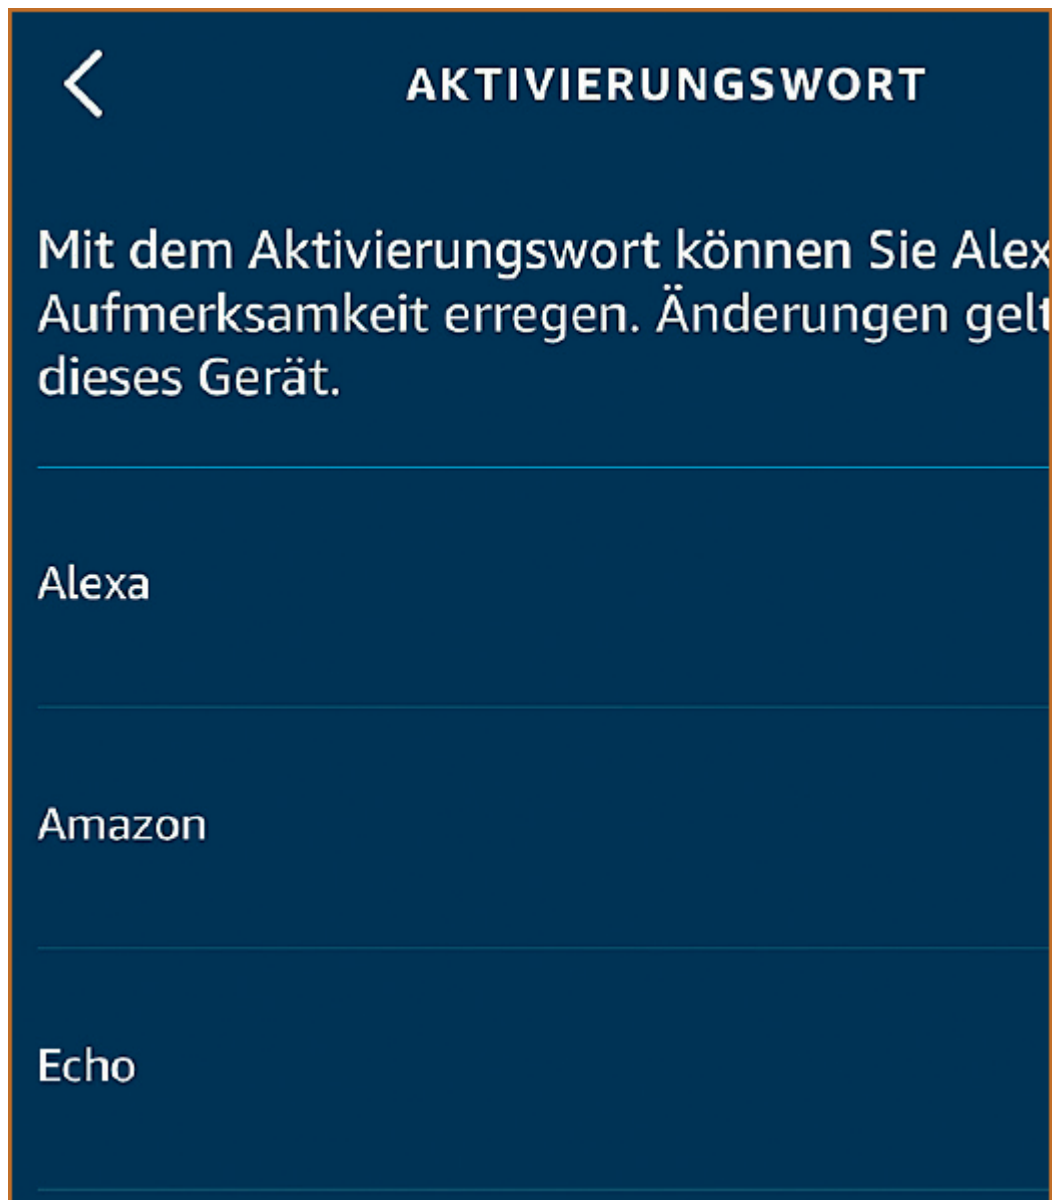 AKTIVIERUNGSWORT
Mit dem Aktivierungswort können Sie Alex
Aufmerksamkeit erregen. Änderungen gelt
dieses Gerät.
Alexa
Amazon
Echo